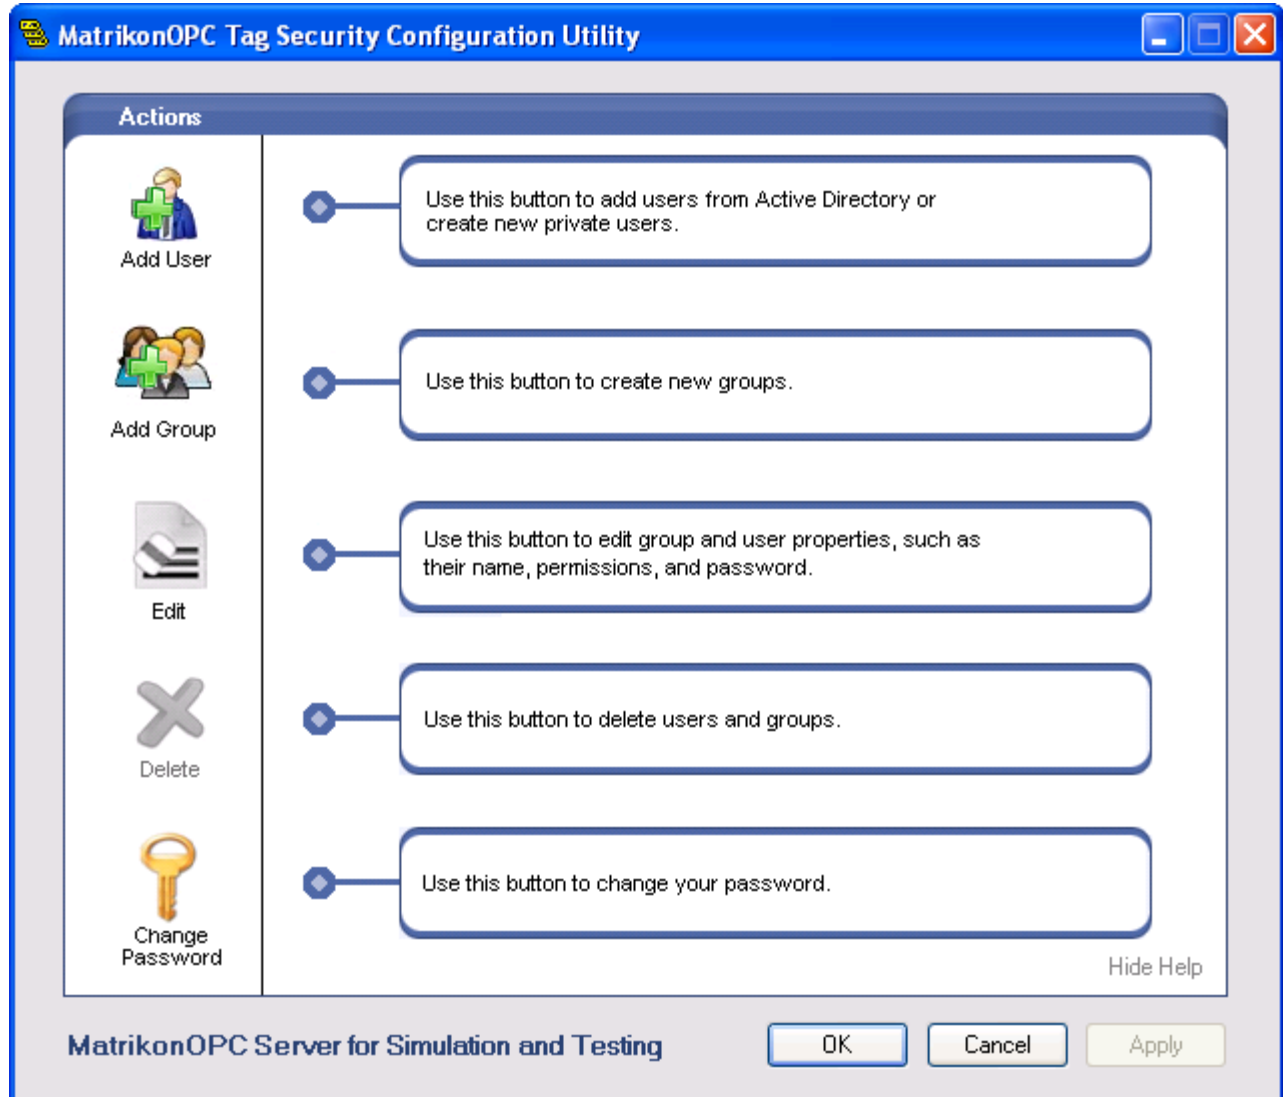 MatrikonOPC Tag Security Configuration Utility
Actions
Add User
Use this button to add users from Active Directory or
create new private users.
Add Group
Use this button to create new groups.
Edit
Use this button to edit group and user properties, such as
their name, permissions, and password.
Delete
Use this button to delete users and groups.
Change
Password
Use this button to change your password.
Hide Help
MatrikonOPC Server for Simulation and Testing
OK
Cancel
Apply